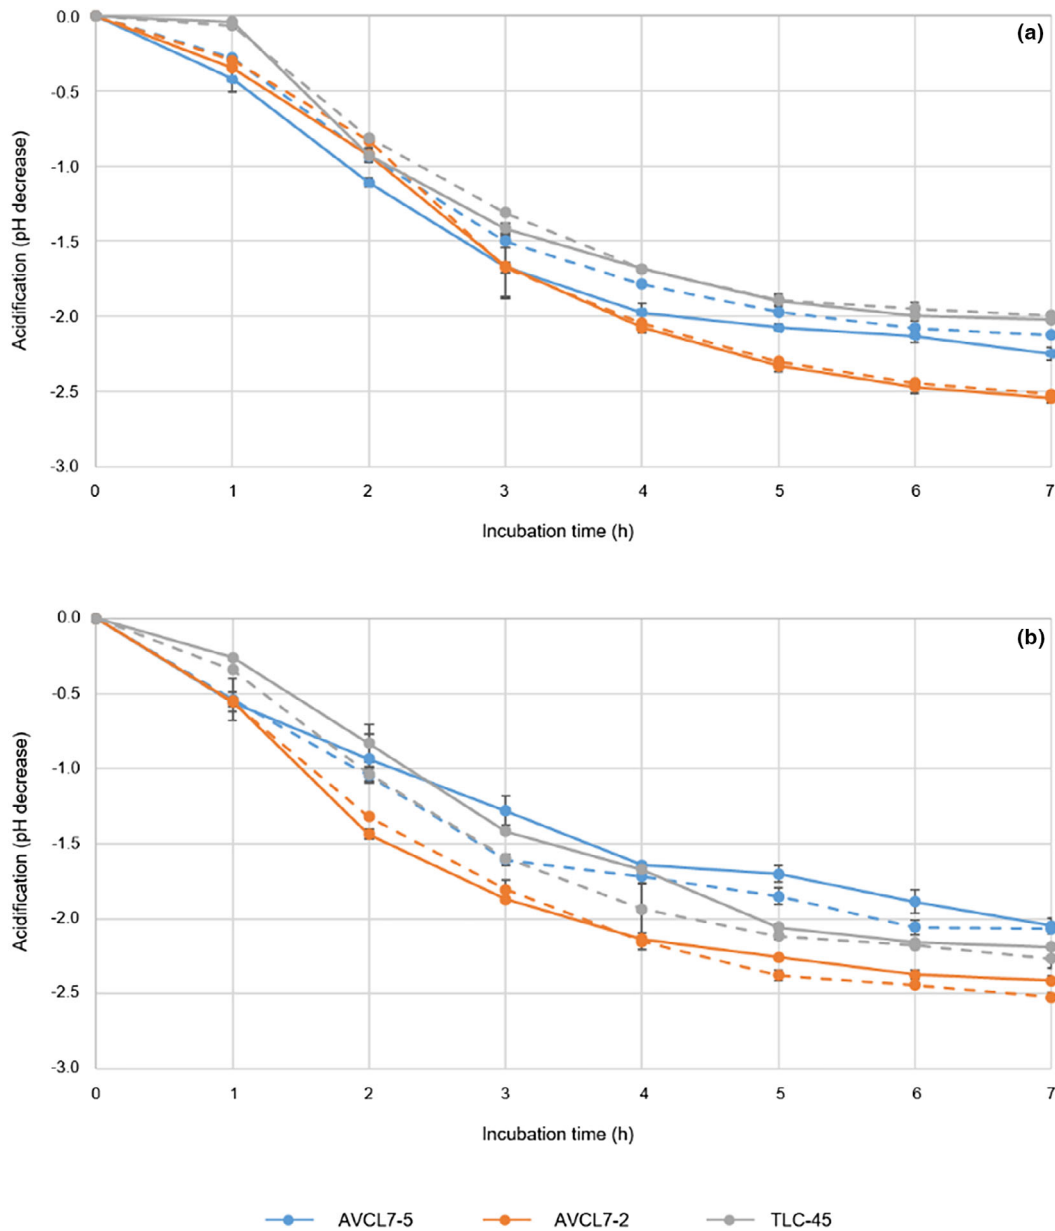 (a)
0.0
-0.5
-1.0
-1.5
-2.0
-2.5
-3.0
Acidification (pH decrease)
0 1 2 3 4 5 6 7
Incubation time (h)
(b)
0.0
-0.5
-1.0
-1.5
-2.0
-2.5
-3.0
Acidification (pH decrease)
0 1 2 3 4 5 6 7
Incubation time (h)
AVCL7-5 AVCL7-2 TLC-45